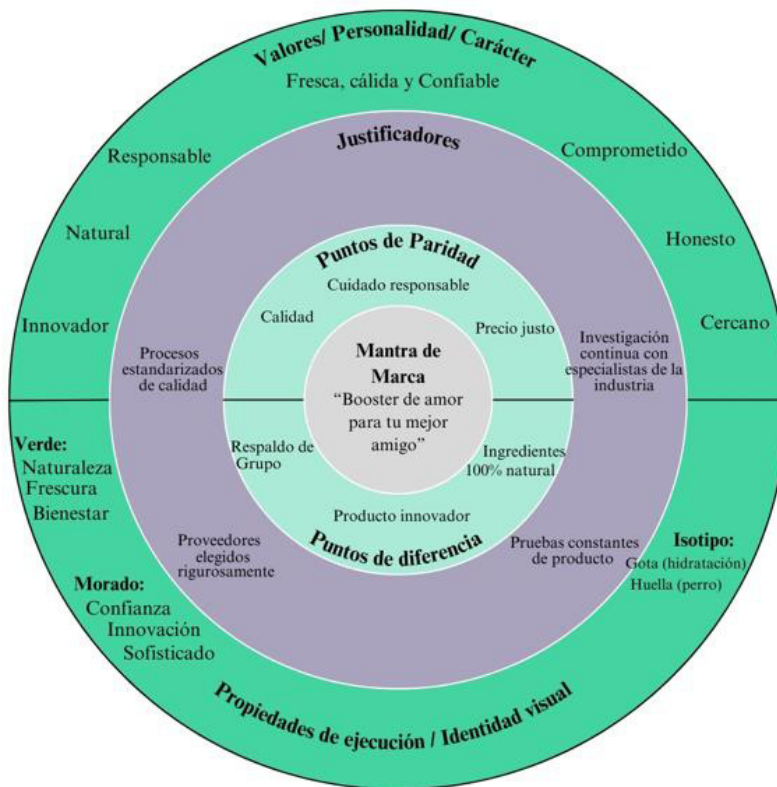 Valores/ Personalidad/ Carácter
Fresca, cálida y Confiable
Responsable
Comprometido
Natural
Honesto
Innovador
Cercano
Justificadores
Procesos
estandarizados
de calidad
Investigación
continua con
especialistas de la
industria
Puntos de Paridad
Cuidado responsable
Calidad
Precio justo
Mantra de
Marca
“Booster de amor
para tu mejor
amigo”
Respaldo de
Grupo
Ingredientes
100% natural
Producto innovador
Puntos de diferencia
Proveedores
elegidos
rigurosamente
Pruebas constantes
de producto
Verde:
Naturaleza
Frescura
Bienestar
Morado:
Confianza
Innovación
Sofisticado
Isotipo:
Gota (hidratación)
Huella (perro)
Propiedades de ejecución / Identidad visual